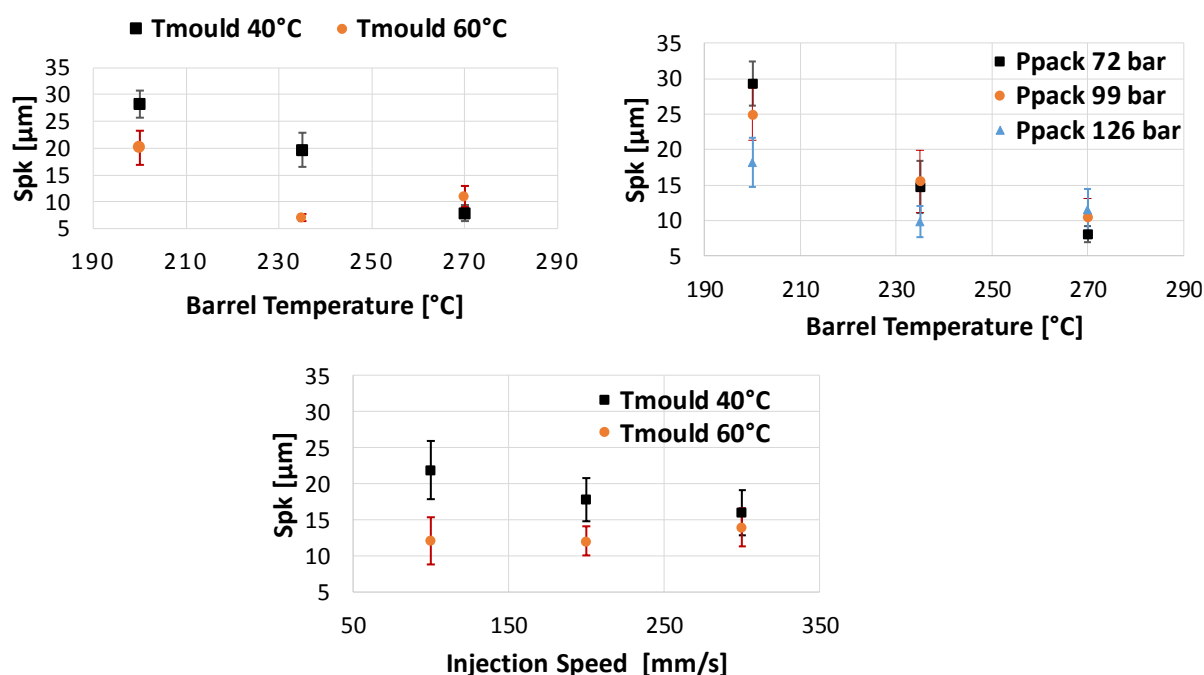 Tmould 40°C Tmould 60°C
35
30
25
20
15
10
5
Spk [µm]
190 210 230 250 270 290
Barrel Temperature [°C]
35
30
25
20
15
10
5
Spk [µm]
Ppack 72 bar
Ppack 99 bar
Ppack 126 bar
190 210 230 250 270 290
Barrel Temperature [°C]
35
30
25
20
15
10
5
Spk [µm]
Tmould 40°C
Tmould 60°C
50 150 250 350
Injection Speed [mm/s]